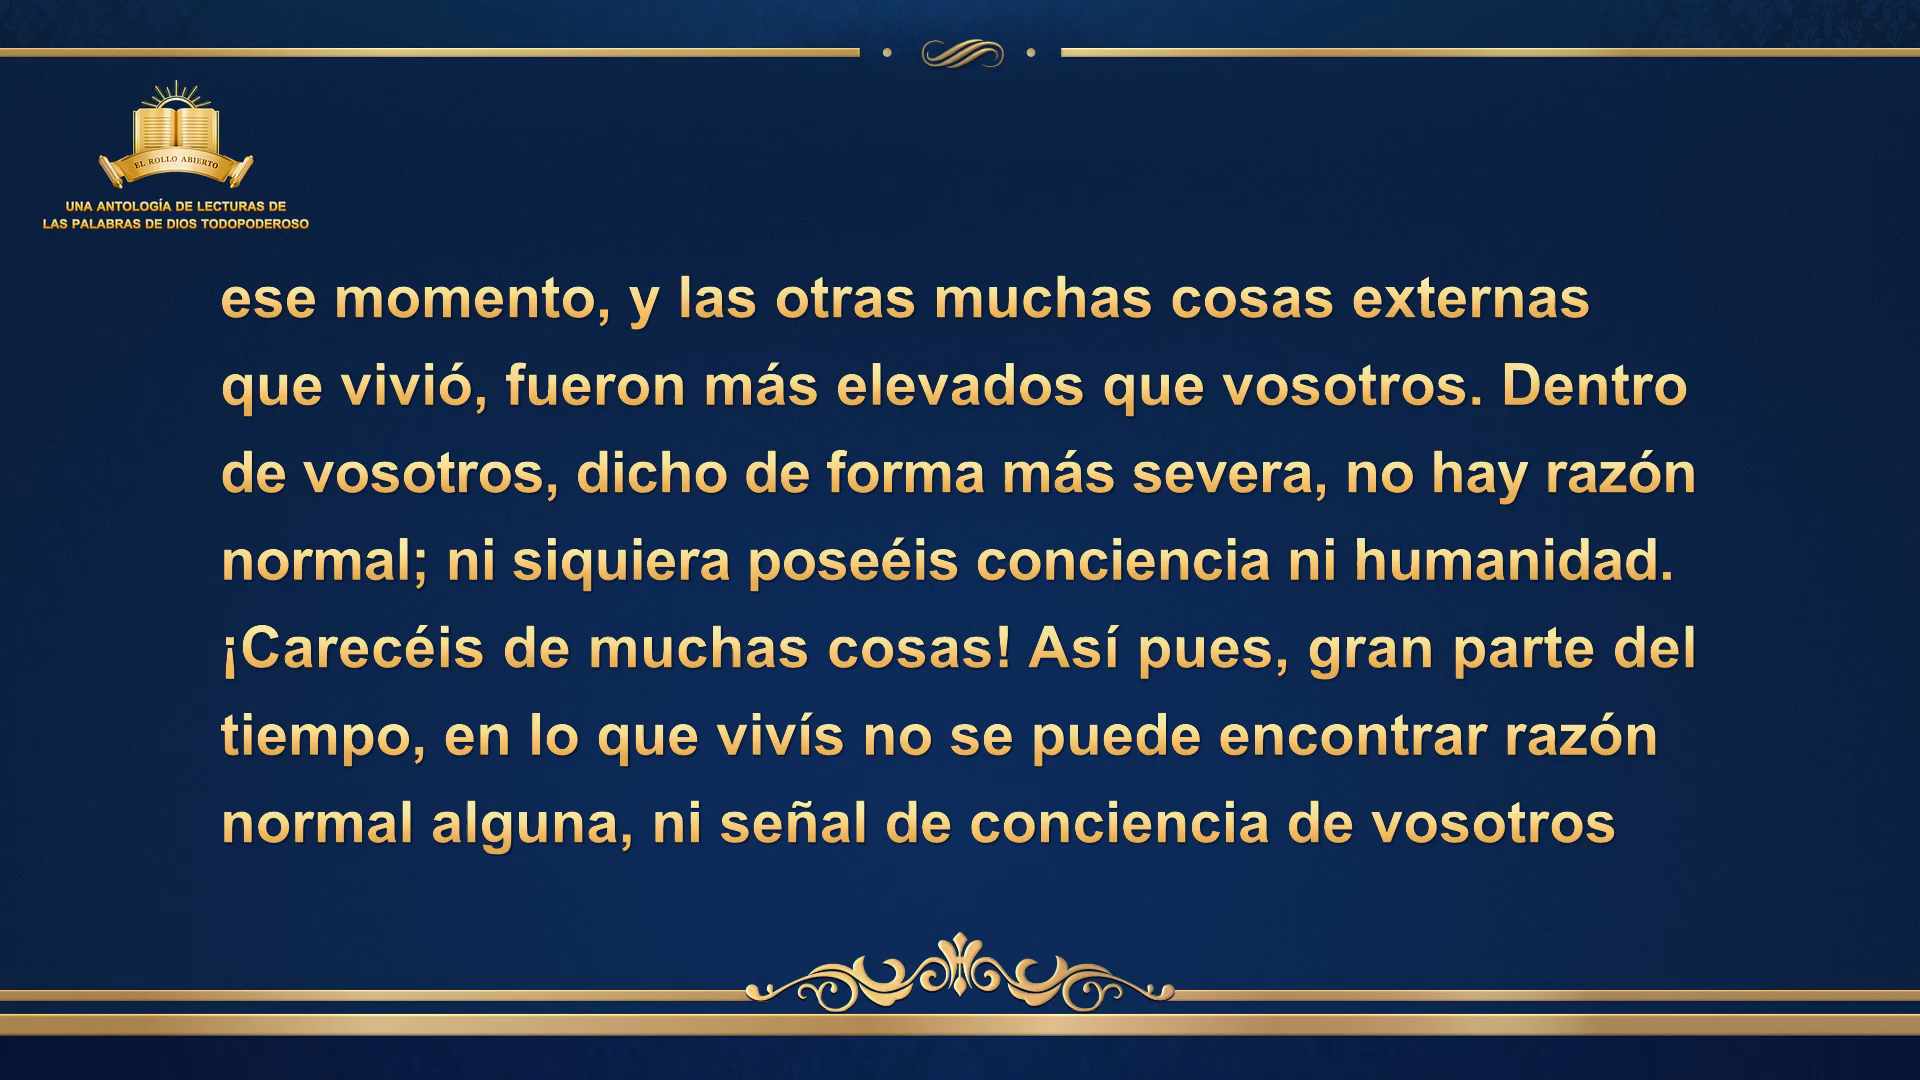 EL ROLLO ABIERTO
UNA ANTOLOGÍA DE LECTURAS DE
LAS PALABRAS DE DIOS TODOPODEROSO
ese momento, y las otras muchas cosas externas
que vivió, fueron más elevados que vosotros. Dentro
de vosotros, dicho de forma más severa, no hay razón
normal; ni siquiera poseéis conciencia ni humanidad.
¡Carecéis de muchas cosas! Así pues, gran parte del
tiempo, en lo que vivís no se puede encontrar razón
normal alguna, ni señal de conciencia de vosotros